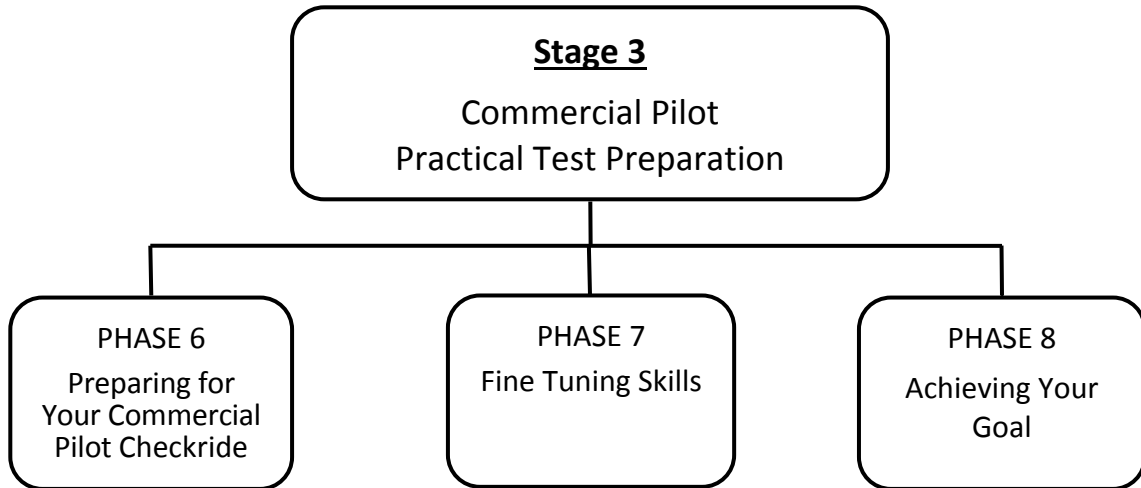 Stage 3
Commercial Pilot
Practical Test Preparation
PHASE 6
Preparing for
Your Commercial
Pilot Checkride
PHASE 7
Fine Tuning Skills
PHASE 8
Achieving Your
Goal